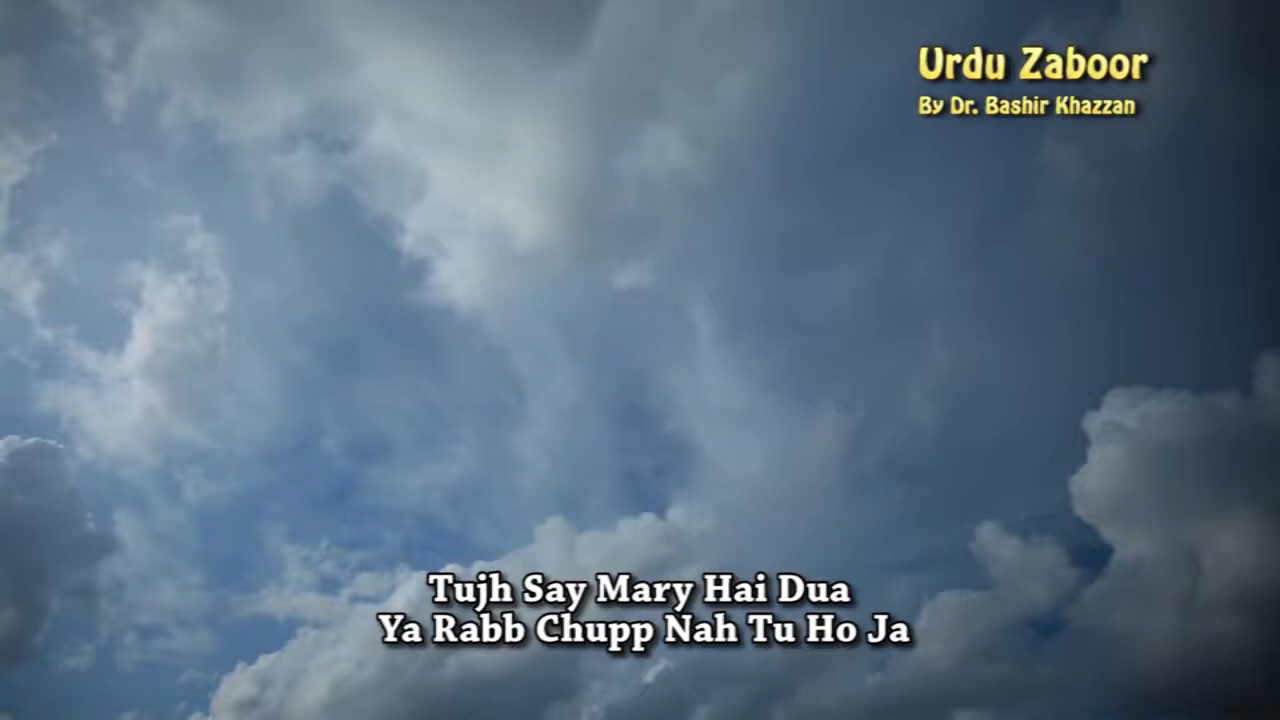 Urdu Zaboor
By Dr. Bashir Khazzan
Tujh Say Mary Hai Dua
Ya Rabb Chupp Nah Tu Ho Ja